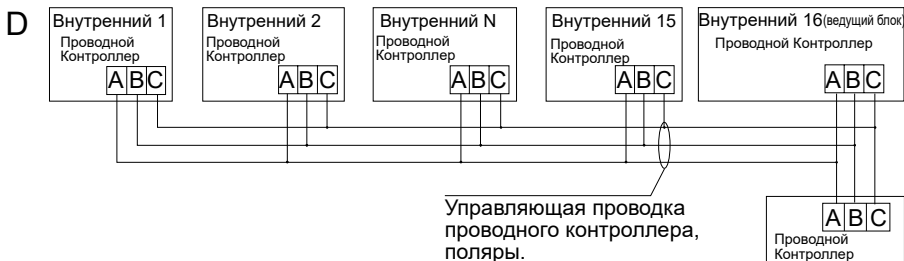 D
Внутренний 1
Проводной
Контроллер
A B C
Внутренний 2
Проводной
Контроллер
A B C
Внутренний N
Проводной
Контроллер
A B C
Внутренний 15
Проводной
Контроллер
A B C
Внутренний 16(ведущий блок)
Проводной Контроллер
A B C
Управляющая проводка
проводного контроллера,
поляры.
A B C
Проводной
Контроллер